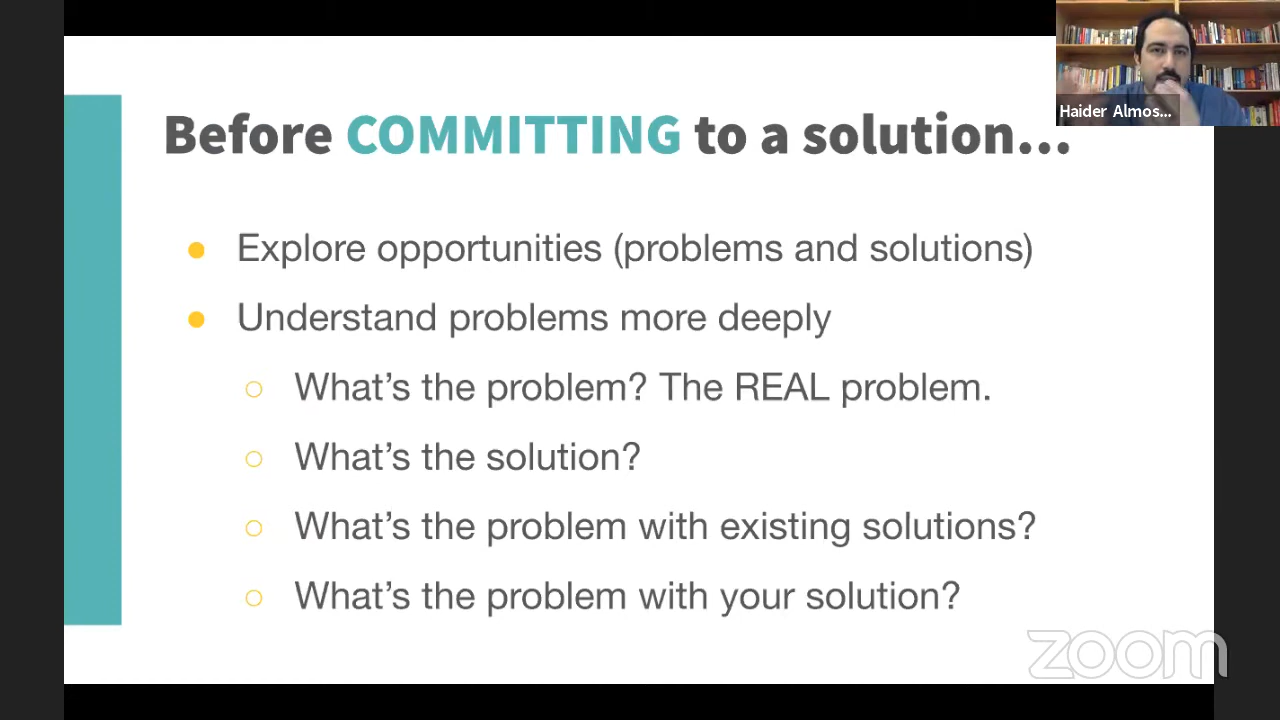 Haider Almos...
Before COMMITTING to a solution...
● Explore opportunities (problems and solutions)
● Understand problems more deeply
○ What's the problem? The REAL problem.
○ What's the solution?
○ What's the problem with existing solutions?
○ What's the problem with your solution?
zoom